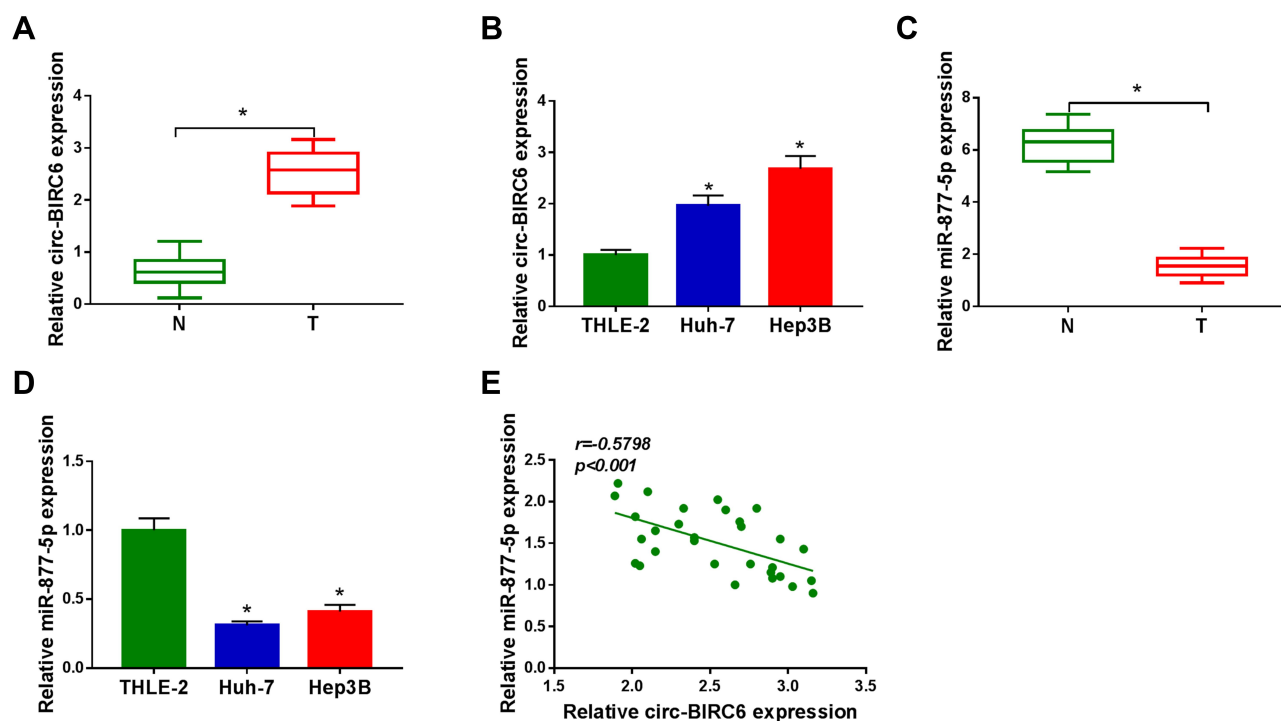 A
Relative circ-BIRC6 expression
4
3
2
1
0
*
N T
B
Relative circ-BIRC6 expression
4
3
2
1
0
*
*
THLE-2 Huh-7 Hep3B
C
Relative miR-877-5p expression
8
6
4
2
0
*
N T
D
Relative miR-877-5p expression
1.5
1.0
0.5
0.0
*
*
THLE-2 Huh-7 Hep3B
E
Relative miR-877-5p expression
r=-0.5798
p<0.001
2.5
2.0
1.5
1.0
0.5
0.0
1.5 2.0 2.5 3.0 3.5
Relative circ-BIRC6 expression